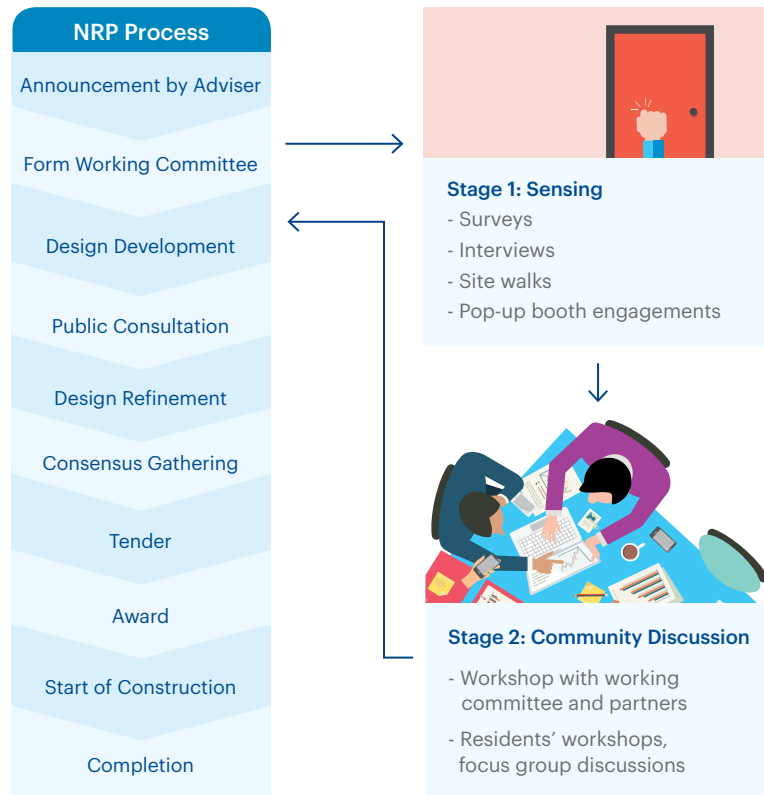 NRP Process
Announcement by Adviser
Form Working Committee
Design Development
Public Consultation
Design Refinement
Consensus Gathering
Tender
Award
Start of Construction
Completion
Stage 1: Sensing
- Surveys
- Interviews
- Site walks
- Pop-up booth engagements
Stage 2: Community Discussion
- Workshop with working
committee and partners
- Residents’ workshops,
focus group discussions